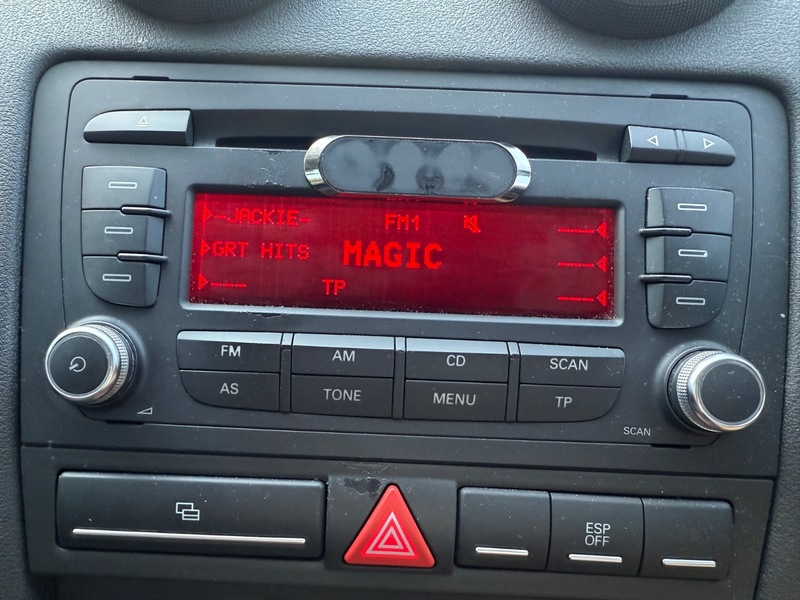 -JACKIE- FM1
GRT HITS MAGIC
---- TP
FM AM CD SCAN
AS TONE MENU TP
SCAN
ESP
OFF